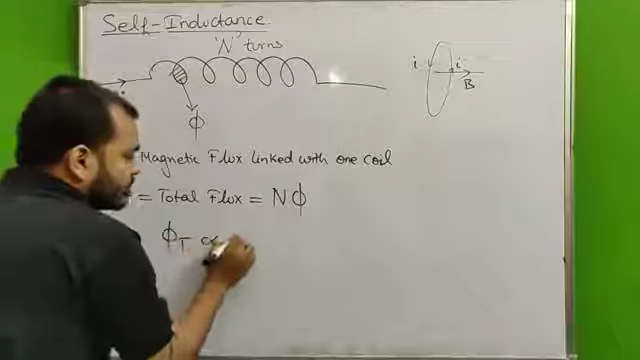 Self-Inductance
'N' turns
i i
B
ϕ
Magnetic Flux linked with one coil
= Total Flux = Nϕ
ϕT ∝